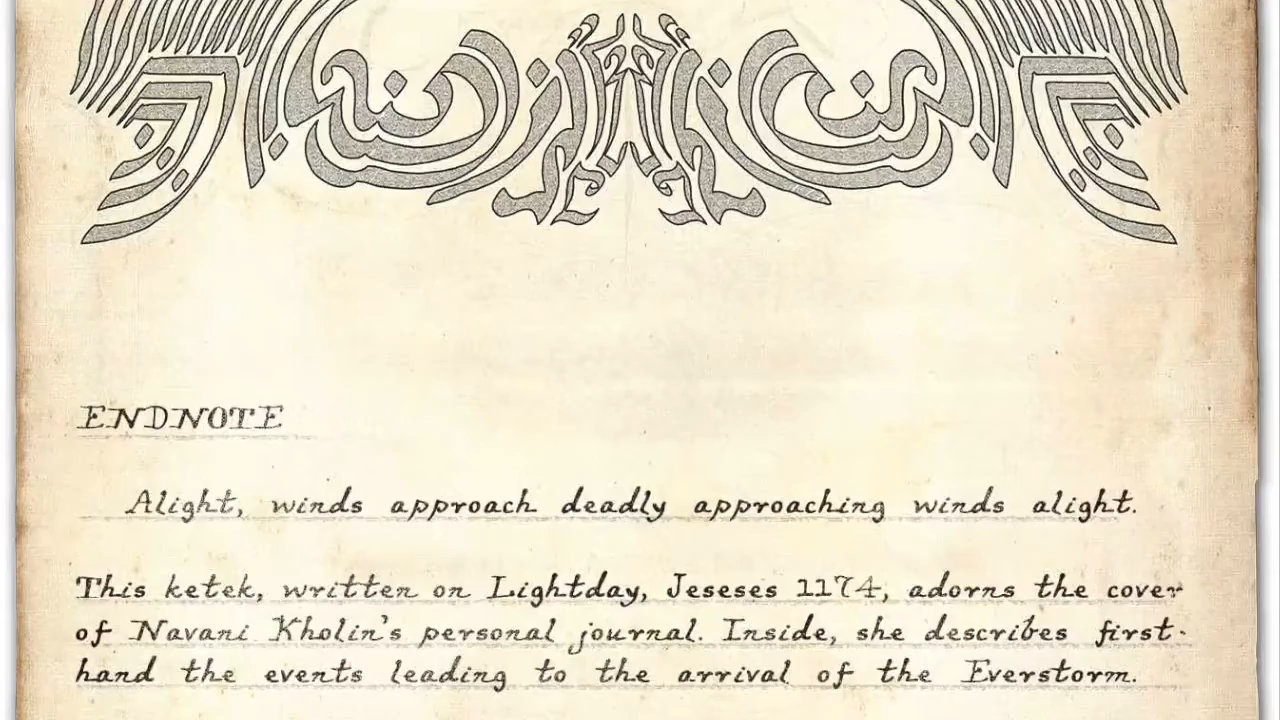 ENDNOTE
Alight, winds approach deadly approaching winds alight.
This ketek, written on Lightday, Jeseses 1174, adorns the cover
of Navani Kholin's personal journal. Inside, she describes first-
hand the events leading to the arrival of the Everstorm.